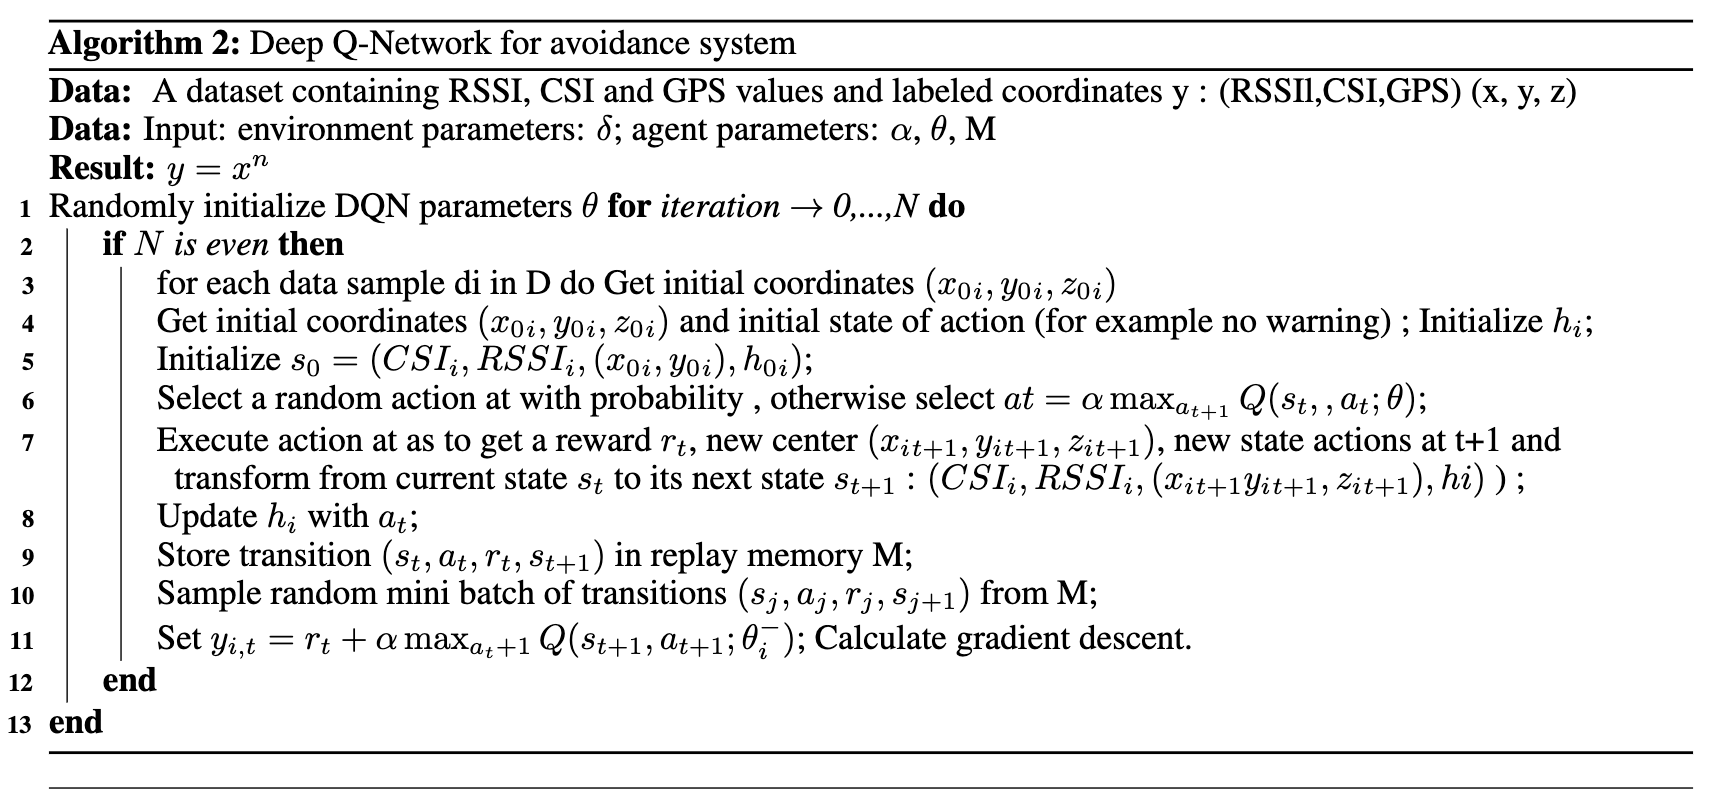 Algorithm 2: Deep Q-Network for avoidance system
Data: A dataset containing RSSI, CSI and GPS values and labeled coordinates y : (RSSIl,CSI,GPS) (x, y, z)
Data: Input: environment parameters: δ; agent parameters: α, θ, M
Result: y = xⁿ
1 Randomly initialize DQN parameters θ for iteration → 0,...,N do
2 if N is even then
3 for each data sample di in D do Get initial coordinates (x_{0i}, y_{0i}, z_{0i})
4 Get initial coordinates (x_{0i}, y_{0i}, z_{0i}) and initial state of action (for example no warning) ; Initialize h_i;
5 Initialize s_0 = (CSI_i, RSSI_i, (x_{0i}, y_{0i}), h_{0i});
6 Select a random action at with probability , otherwise select at = α max_{a_{t+1}} Q(s_t, , a_t; θ);
7 Execute action at as to get a reward r_t, new center (x_{it+1}, y_{it+1}, z_{it+1}), new state actions at t+1 and
transform from current state s_t to its next state s_{t+1} : (CSI_i, RSSI_i, (x_{it+1}y_{it+1}, z_{it+1}), hi) ) ;
8 Update h_i with a_t;
9 Store transition (s_t, a_t, r_t, s_{t+1}) in replay memory M;
10 Sample random mini batch of transitions (s_j, a_j, r_j, s_{j+1}) from M;
11 Set y_{i,t} = r_t + α max_{a_t+1} Q(s_{t+1}, a_{t+1}; θ_i^-); Calculate gradient descent.
12 end
13 end